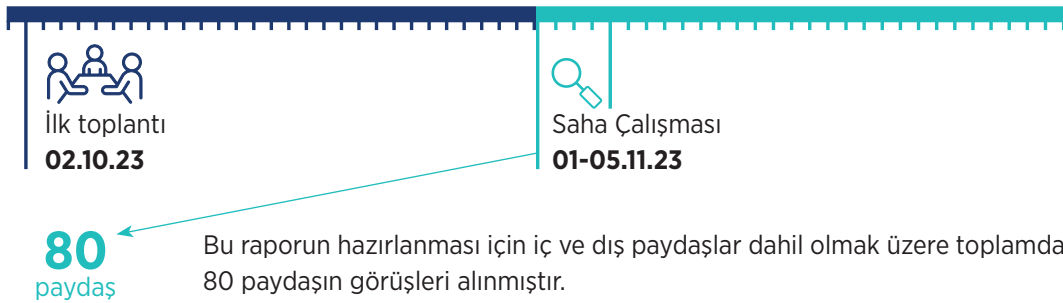 İlk toplantı
02.10.23
Saha Çalışması
01-05.11.23
80
paydaş
Bu raporun hazırlanması için iç ve dış paydaşlar dahil olmak üzere toplamda
80 paydaşın görüşleri alınmıştır.